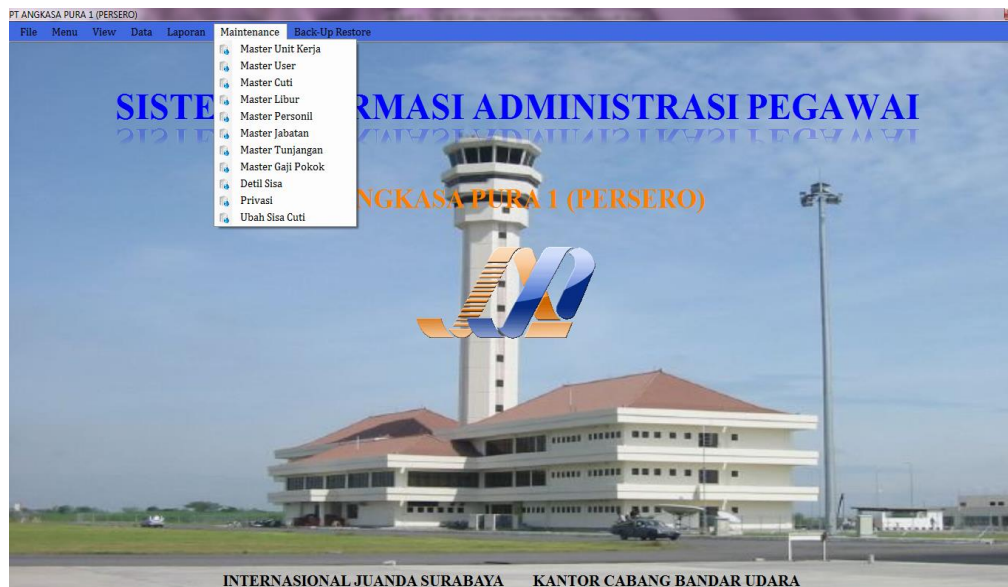 PT ANGKASA PURA 1 (PERSERO)
File Menu View Data Laporan Maintenance Back-Up Restore
Master Unit Kerja
Master User
Master Cuti
Master Libur
Master Personil
Master Jabatan
Master Tunjangan
Master Gaji Pokok
Detil Sisa
Privasi
Ubah Sisa Cuti
SISTE RMASI ADMINISTRASI PEGAWAI
NGKASA PURA 1 (PERSERO)
INTERNASIONAL JUANDA SURABAYA KANTOR CABANG BANDAR UDARA